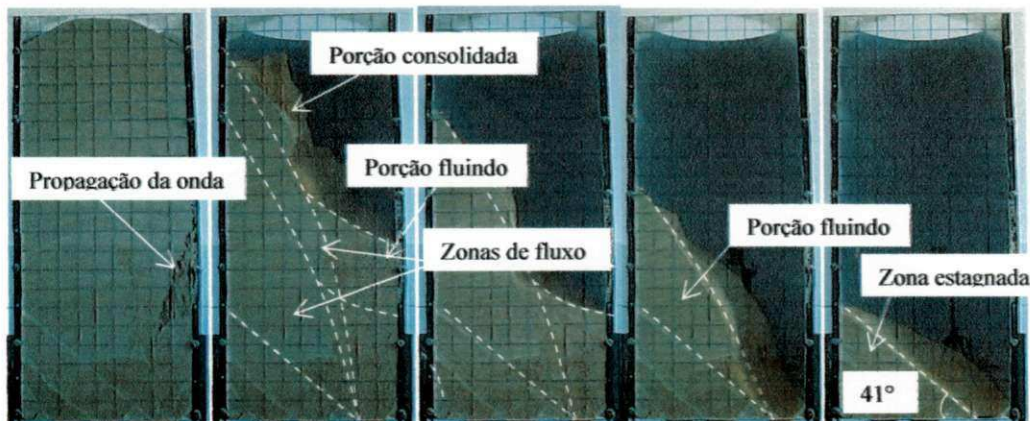 Porção consolidada
Propagação da onda
Porção fluindo
Zonas de fluxo
Porção fluindo
Zona estagnada
41°